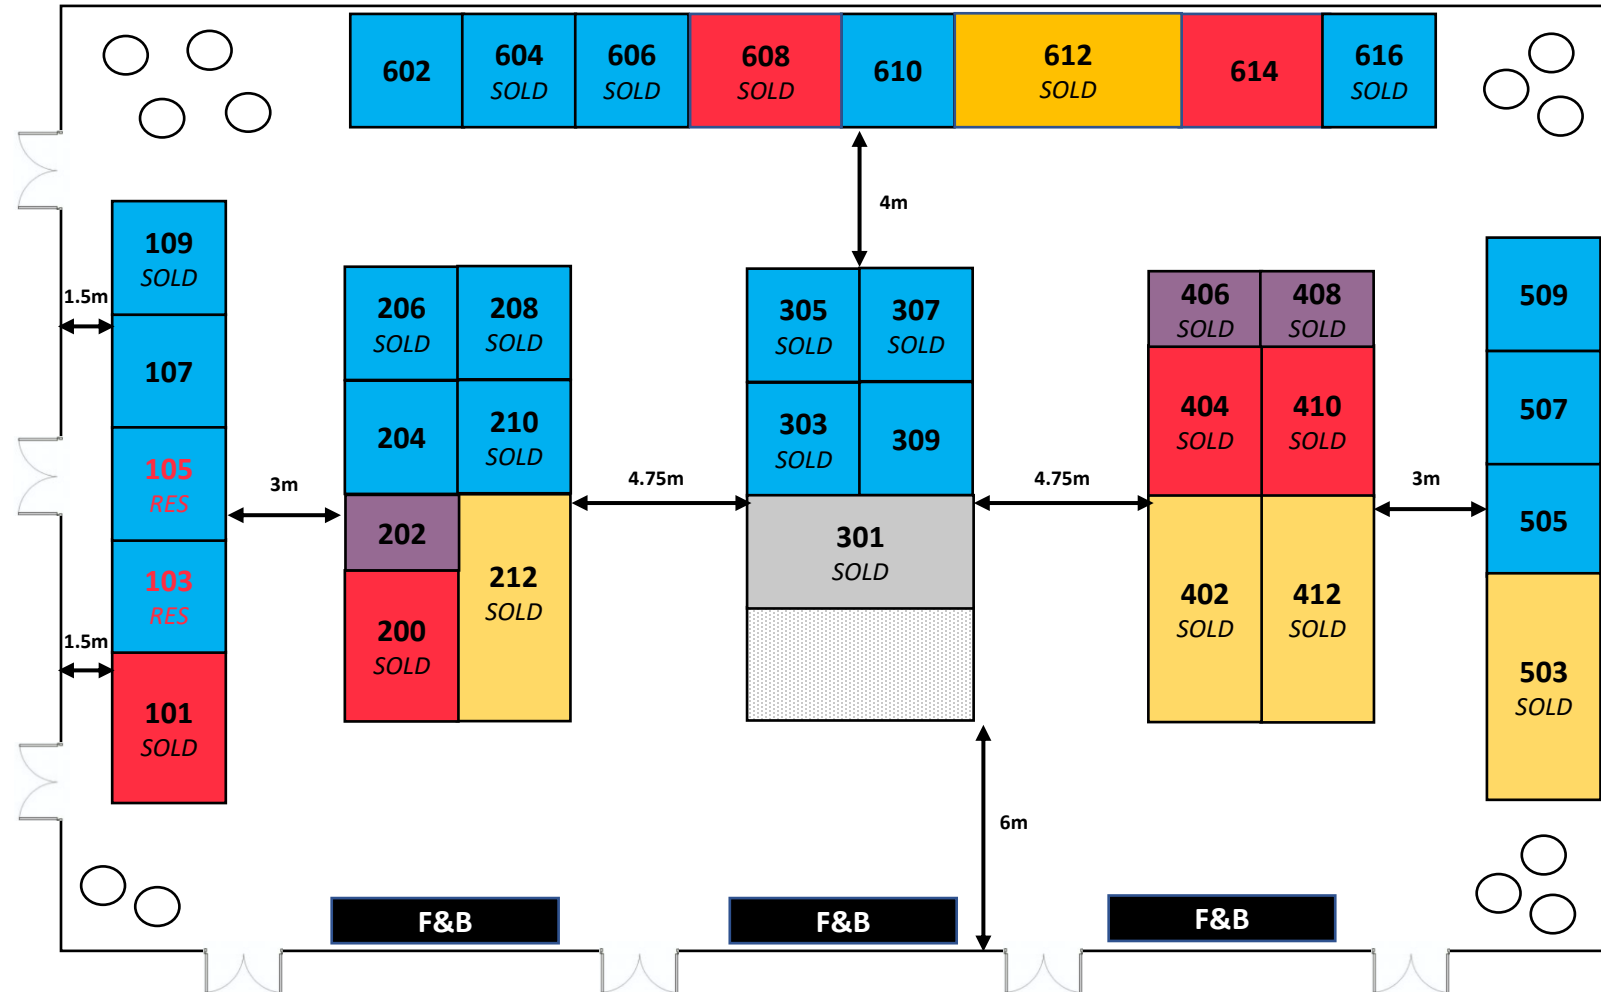 602
604
SOLD
606
SOLD
608
SOLD
610
612
SOLD
614
616
SOLD
4m
109
SOLD
1.5m
107
105
RES
103
RES
1.5m
101
SOLD
3m
206
SOLD
208
SOLD
204
210
SOLD
202
212
SOLD
200
SOLD
4.75m
305
SOLD
307
SOLD
303
SOLD
309
301
SOLD
4.75m
406
SOLD
408
SOLD
404
SOLD
410
SOLD
402
SOLD
412
SOLD
3m
509
507
505
503
SOLD
6m
F&B
F&B
F&B